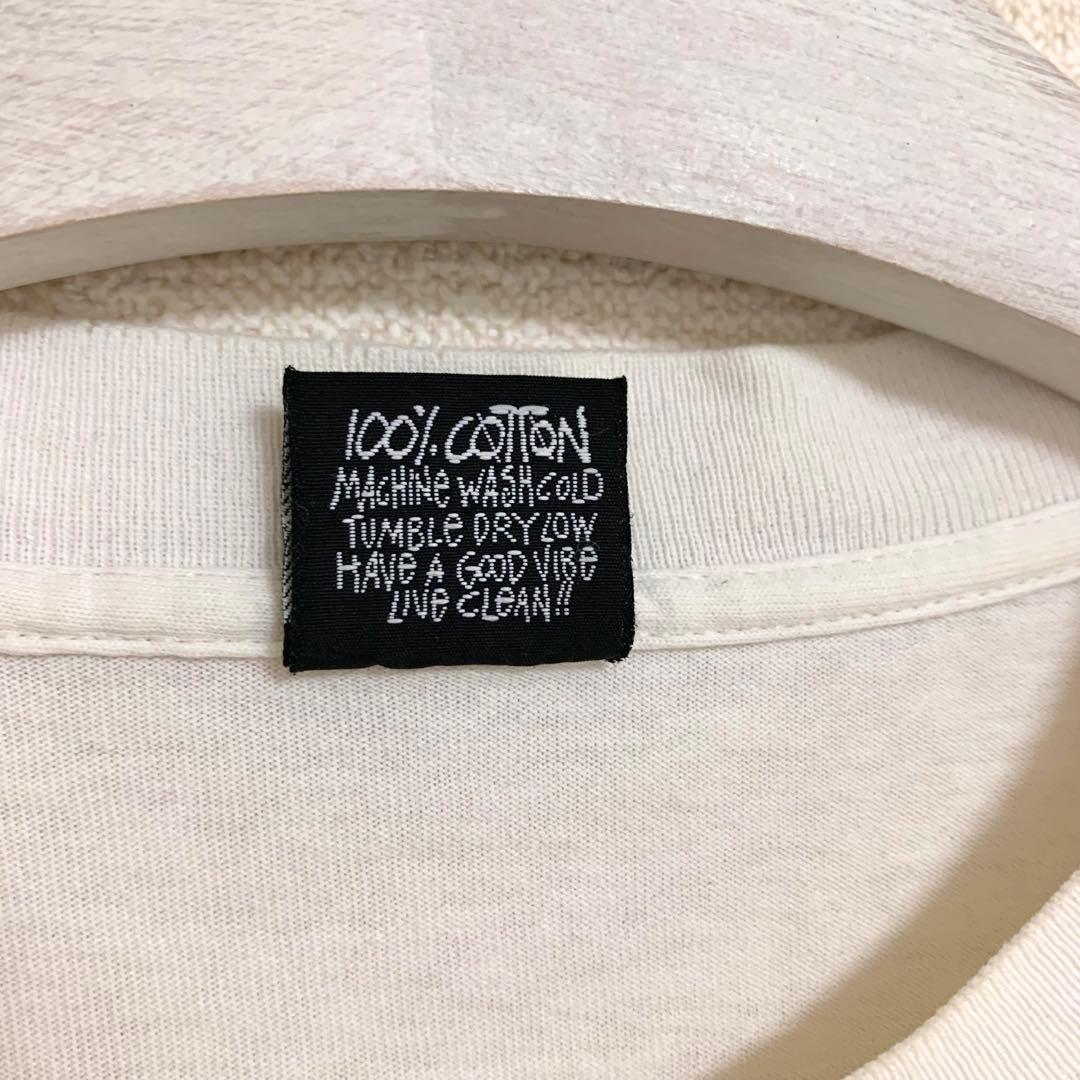 100% COTTON
MACHINE WASH COLD
TUMBLE DRY LOW
HAVE A GOOD VIBE
LIVE CLEAN!!